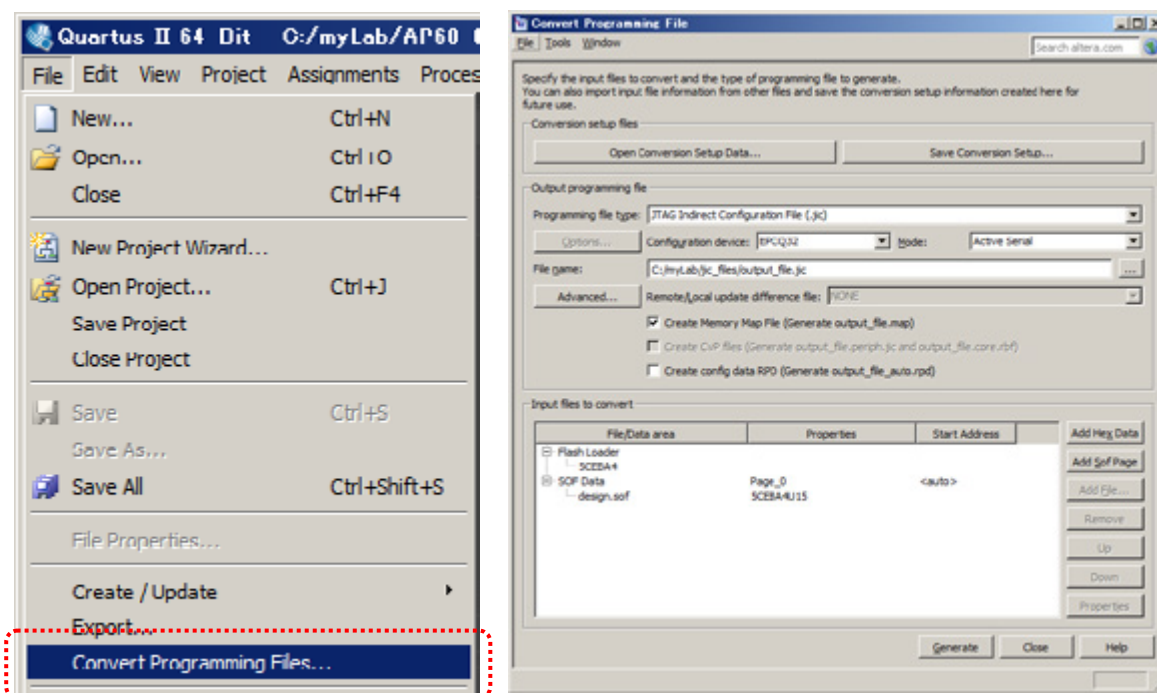 Quartus II 64 Bit C:/myLab/AP60
File Edit View Project Assignments Proces
New... Ctrl+N
Open... Ctrl+O
Close Ctrl+F4
New Project Wizard...
Open Project... Ctrl+J
Save Project
Close Project
Save Ctrl+S
Save As...
Save All Ctrl+Shift+S
File Properties...
Create / Update
Export...
Convert Programming Files...
Convert Programming File
File Tools Window
Search altera.com
Specify the input files to convert and the type of programming file to generate.
You can also import input file information from other files and save the conversion setup information created here for
future use.
Conversion setup files
Open Conversion Setup Data... Save Conversion Setup...
Output programming file
Programming file type: JTAG Indirect Configuration File (.jic)
Options... Configuration device: EPCQ32 Mode: Active Serial
File name: C:/myLab/jic_files/output_file.jic ...
Advanced... Remote/Local update difference file: NONE
Create Memory Map File (Generate output_file.map)
Create CvP files (Generate output_file.periph.jic and output_file.core.rbf)
Create config data RPD (Generate output_file_auto.rpd)
Input files to convert
File/Data area Properties Start Address
Flash Loader
5CEBA4
SOF Data Page_0 <auto>
design.sof 5CEBA4U15
Add Hex Data
Add Sof Page
Add File...
Remove
Up
Down
Properties
Generate Close Help